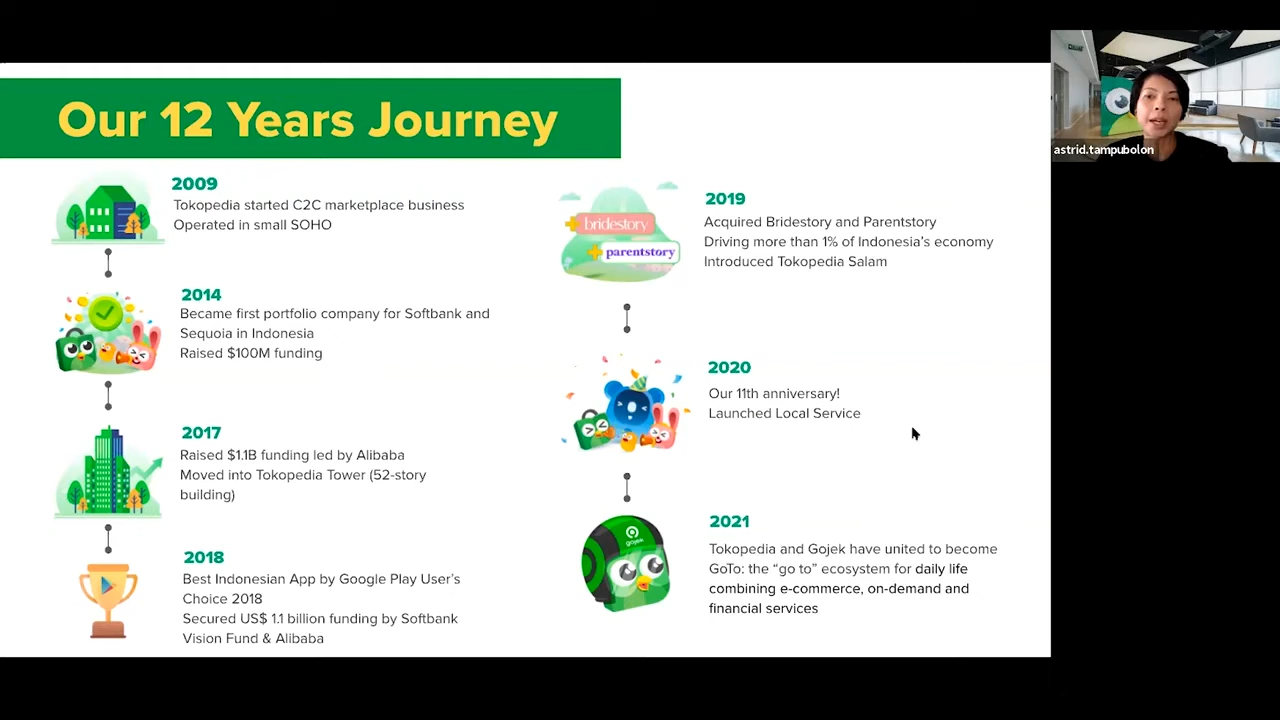 Our 12 Years Journey
2009
Tokopedia started C2C marketplace business
Operated in small SOHO
2014
Became first portfolio company for Softbank and
Sequoia in Indonesia
Raised $100M funding
2017
Raised $1.1B funding led by Alibaba
Moved into Tokopedia Tower (52-story
building)
2018
Best Indonesian App by Google Play User's
Choice 2018
Secured US$ 1.1 billion funding by Softbank
Vision Fund & Alibaba
bridestory
parentstory
2019
Acquired Bridestory and Parentstory
Driving more than 1% of Indonesia's economy
Introduced Tokopedia Salam
2020
Our 11th anniversary!
Launched Local Service
gojek
2021
Tokopedia and Gojek have united to become
GoTo: the “go to” ecosystem for daily life
combining e-commerce, on-demand and
financial services
astrid.tampubolon